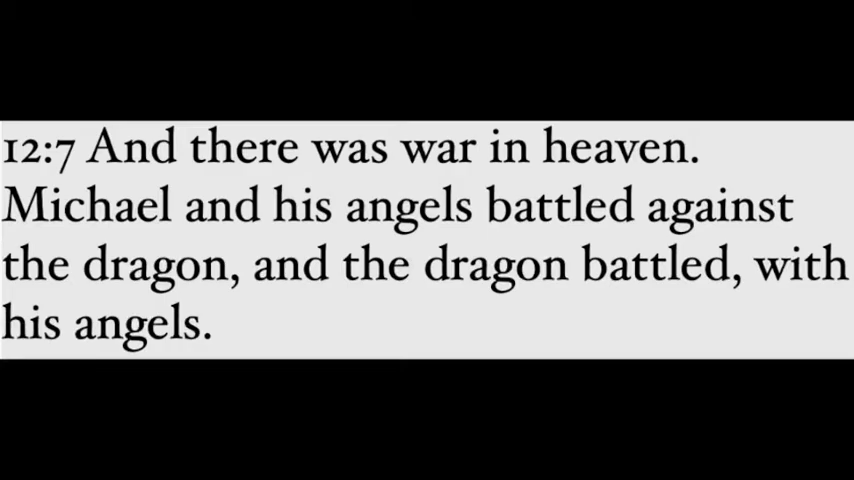 12:7 And there was war in heaven.
Michael and his angels battled against
the dragon, and the dragon battled, with
his angels.